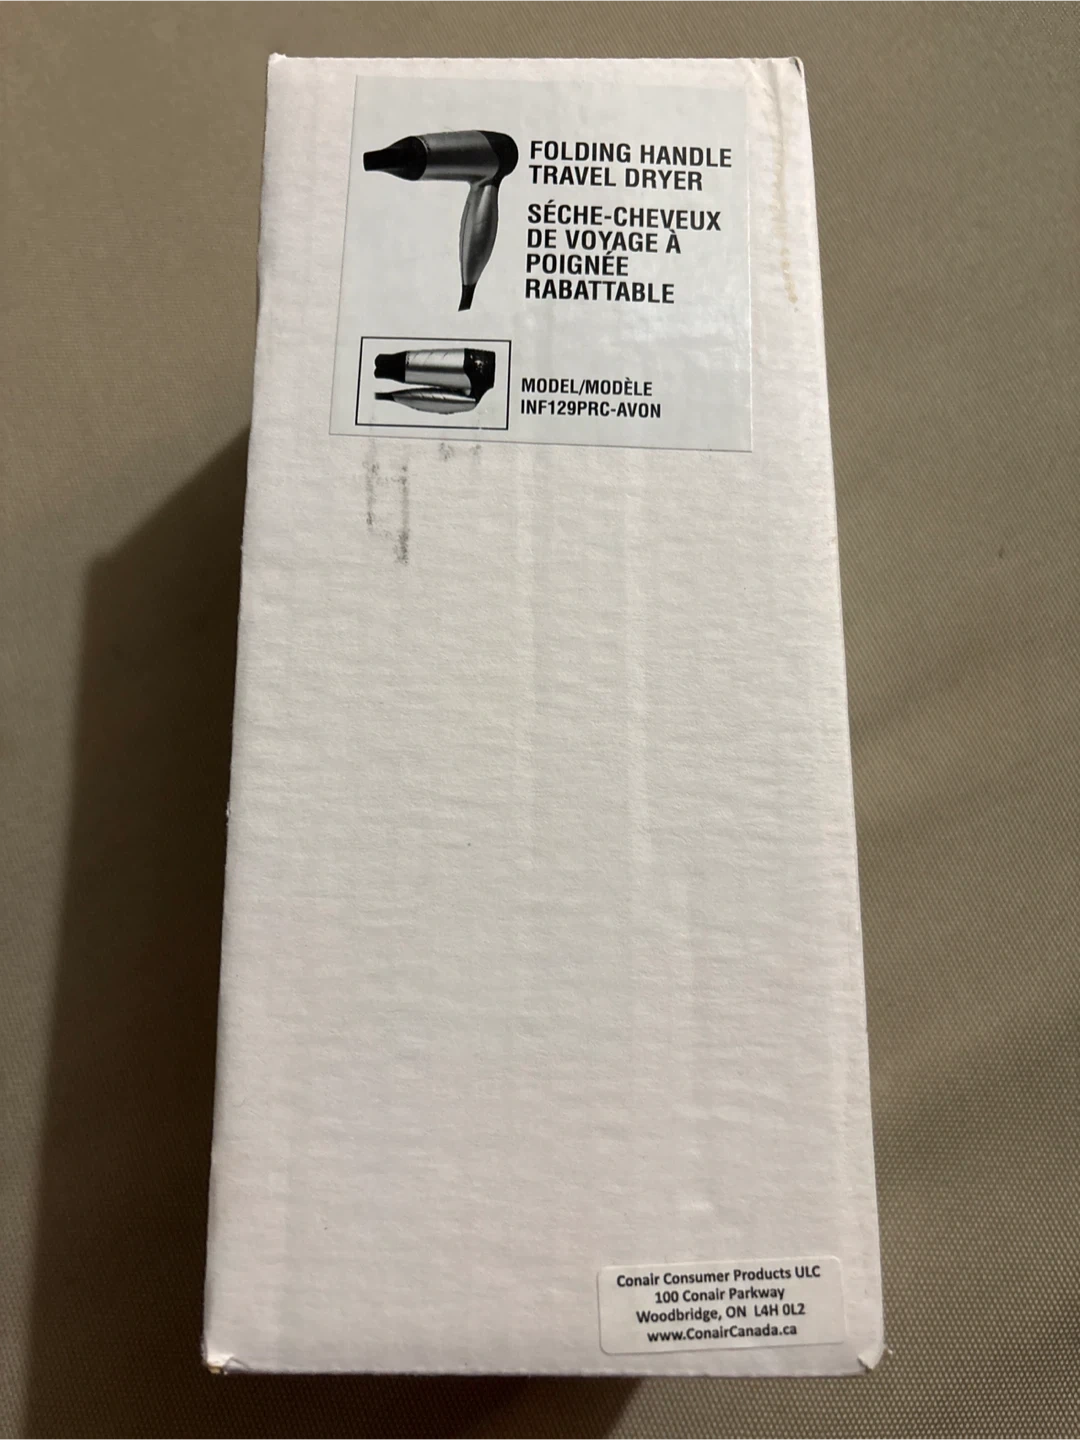 FOLDING HANDLE
TRAVEL DRYER
SÉCHE-CHEVEUX
DE VOYAGE À
POIGNÉE
RABATTABLE
MODEL/MODÈLE
INF129PRC-AVON
Conair Consumer Products ULC
100 Conair Parkway
Woodbridge, ON L4H 0L2
www.ConairCanada.ca